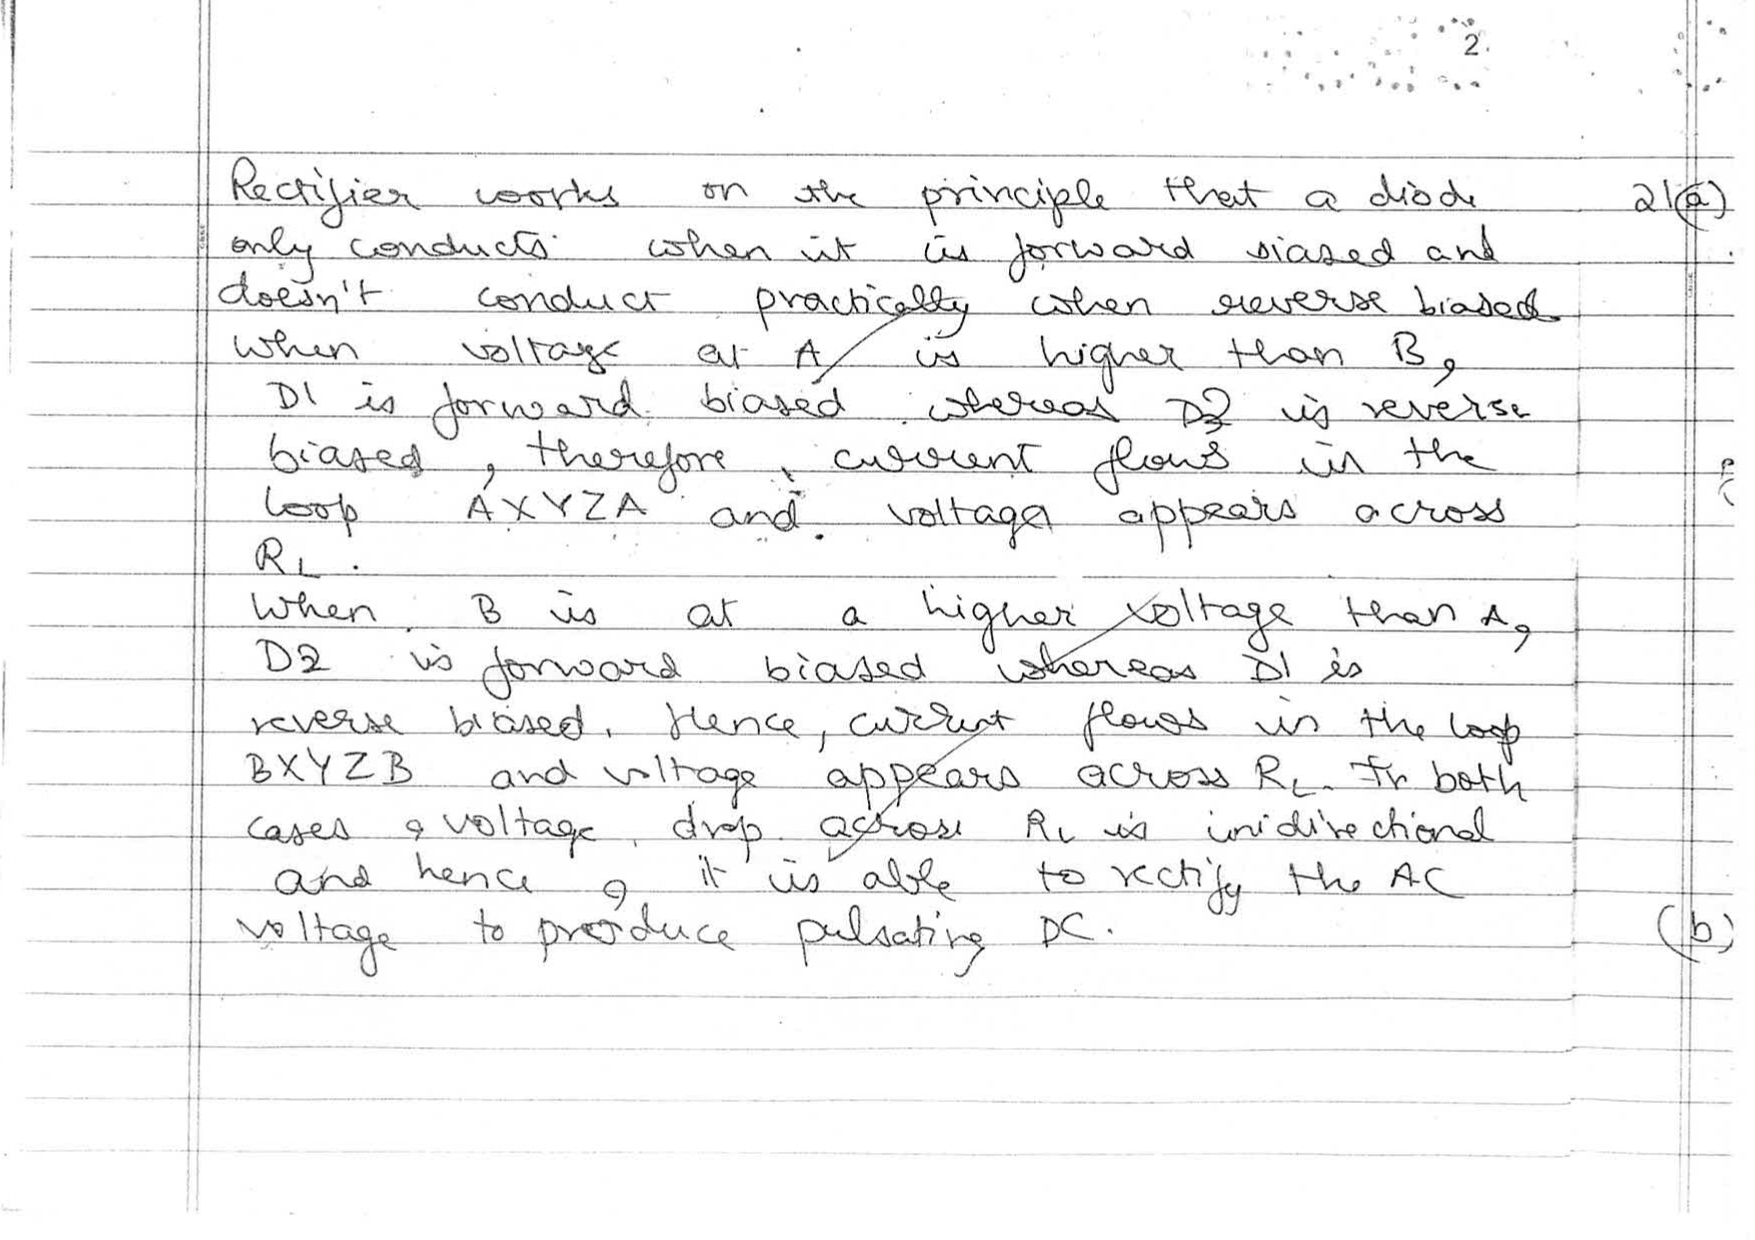 2
Rectifier works on the principle that a diode 21(a)
only conducts when it is forward biased and
doesn't conduct practically when reverse biased
When voltage at A is higher than B,
D1 is forward biased whereas D2 is reverse
biased, therefore, current flows in the
loop AXYZA and voltage appears across
RL.
When B is at a higher voltage than A,
D2 is forward biased whereas D1 is
reverse biased. Hence, current flows in the loop
BXYZB and voltage appears across RL. In both
cases, voltage drop across RL is unidirectional
and hence, it is able to rectify the AC
voltage to produce pulsating DC. (b)